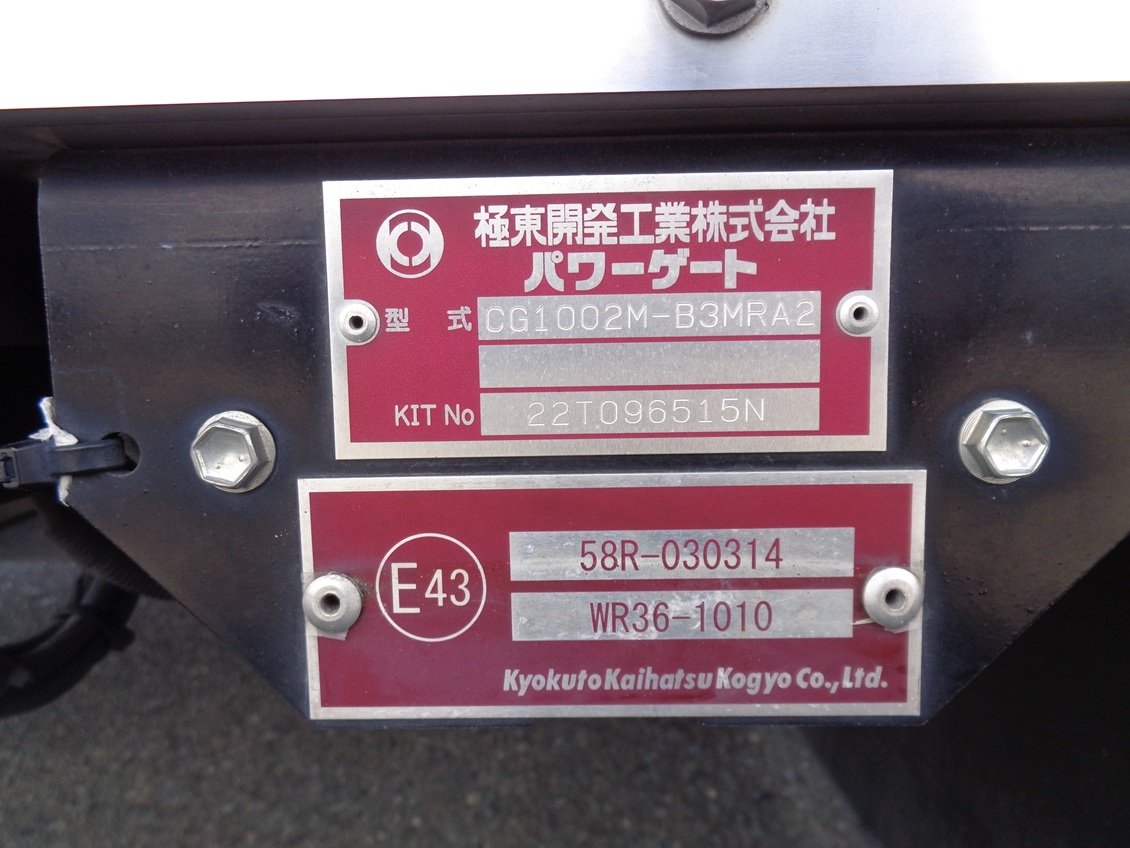 極東開発工業株式会社
パワーゲート
型 式 CG1002M-B3MRA2
KIT No 22T096515N
E43
58R-030314
WR36-1010
Kyokuto Kaihatsu Kogyo Co., Ltd.